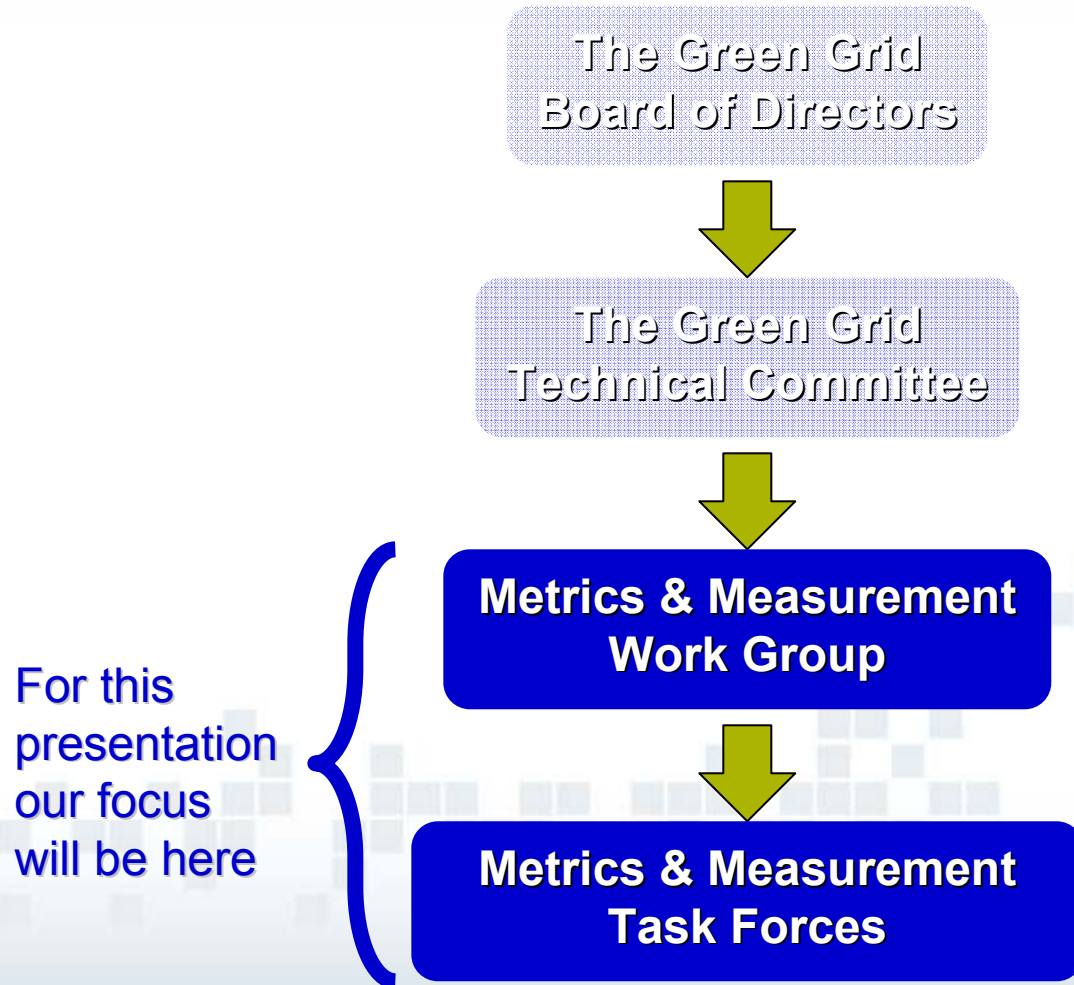 The Green Grid
Board of Directors
The Green Grid
Technical Committee
Metrics & Measurement
Work Group
For this
presentation
our focus
will be here
Metrics & Measurement
Task Forces